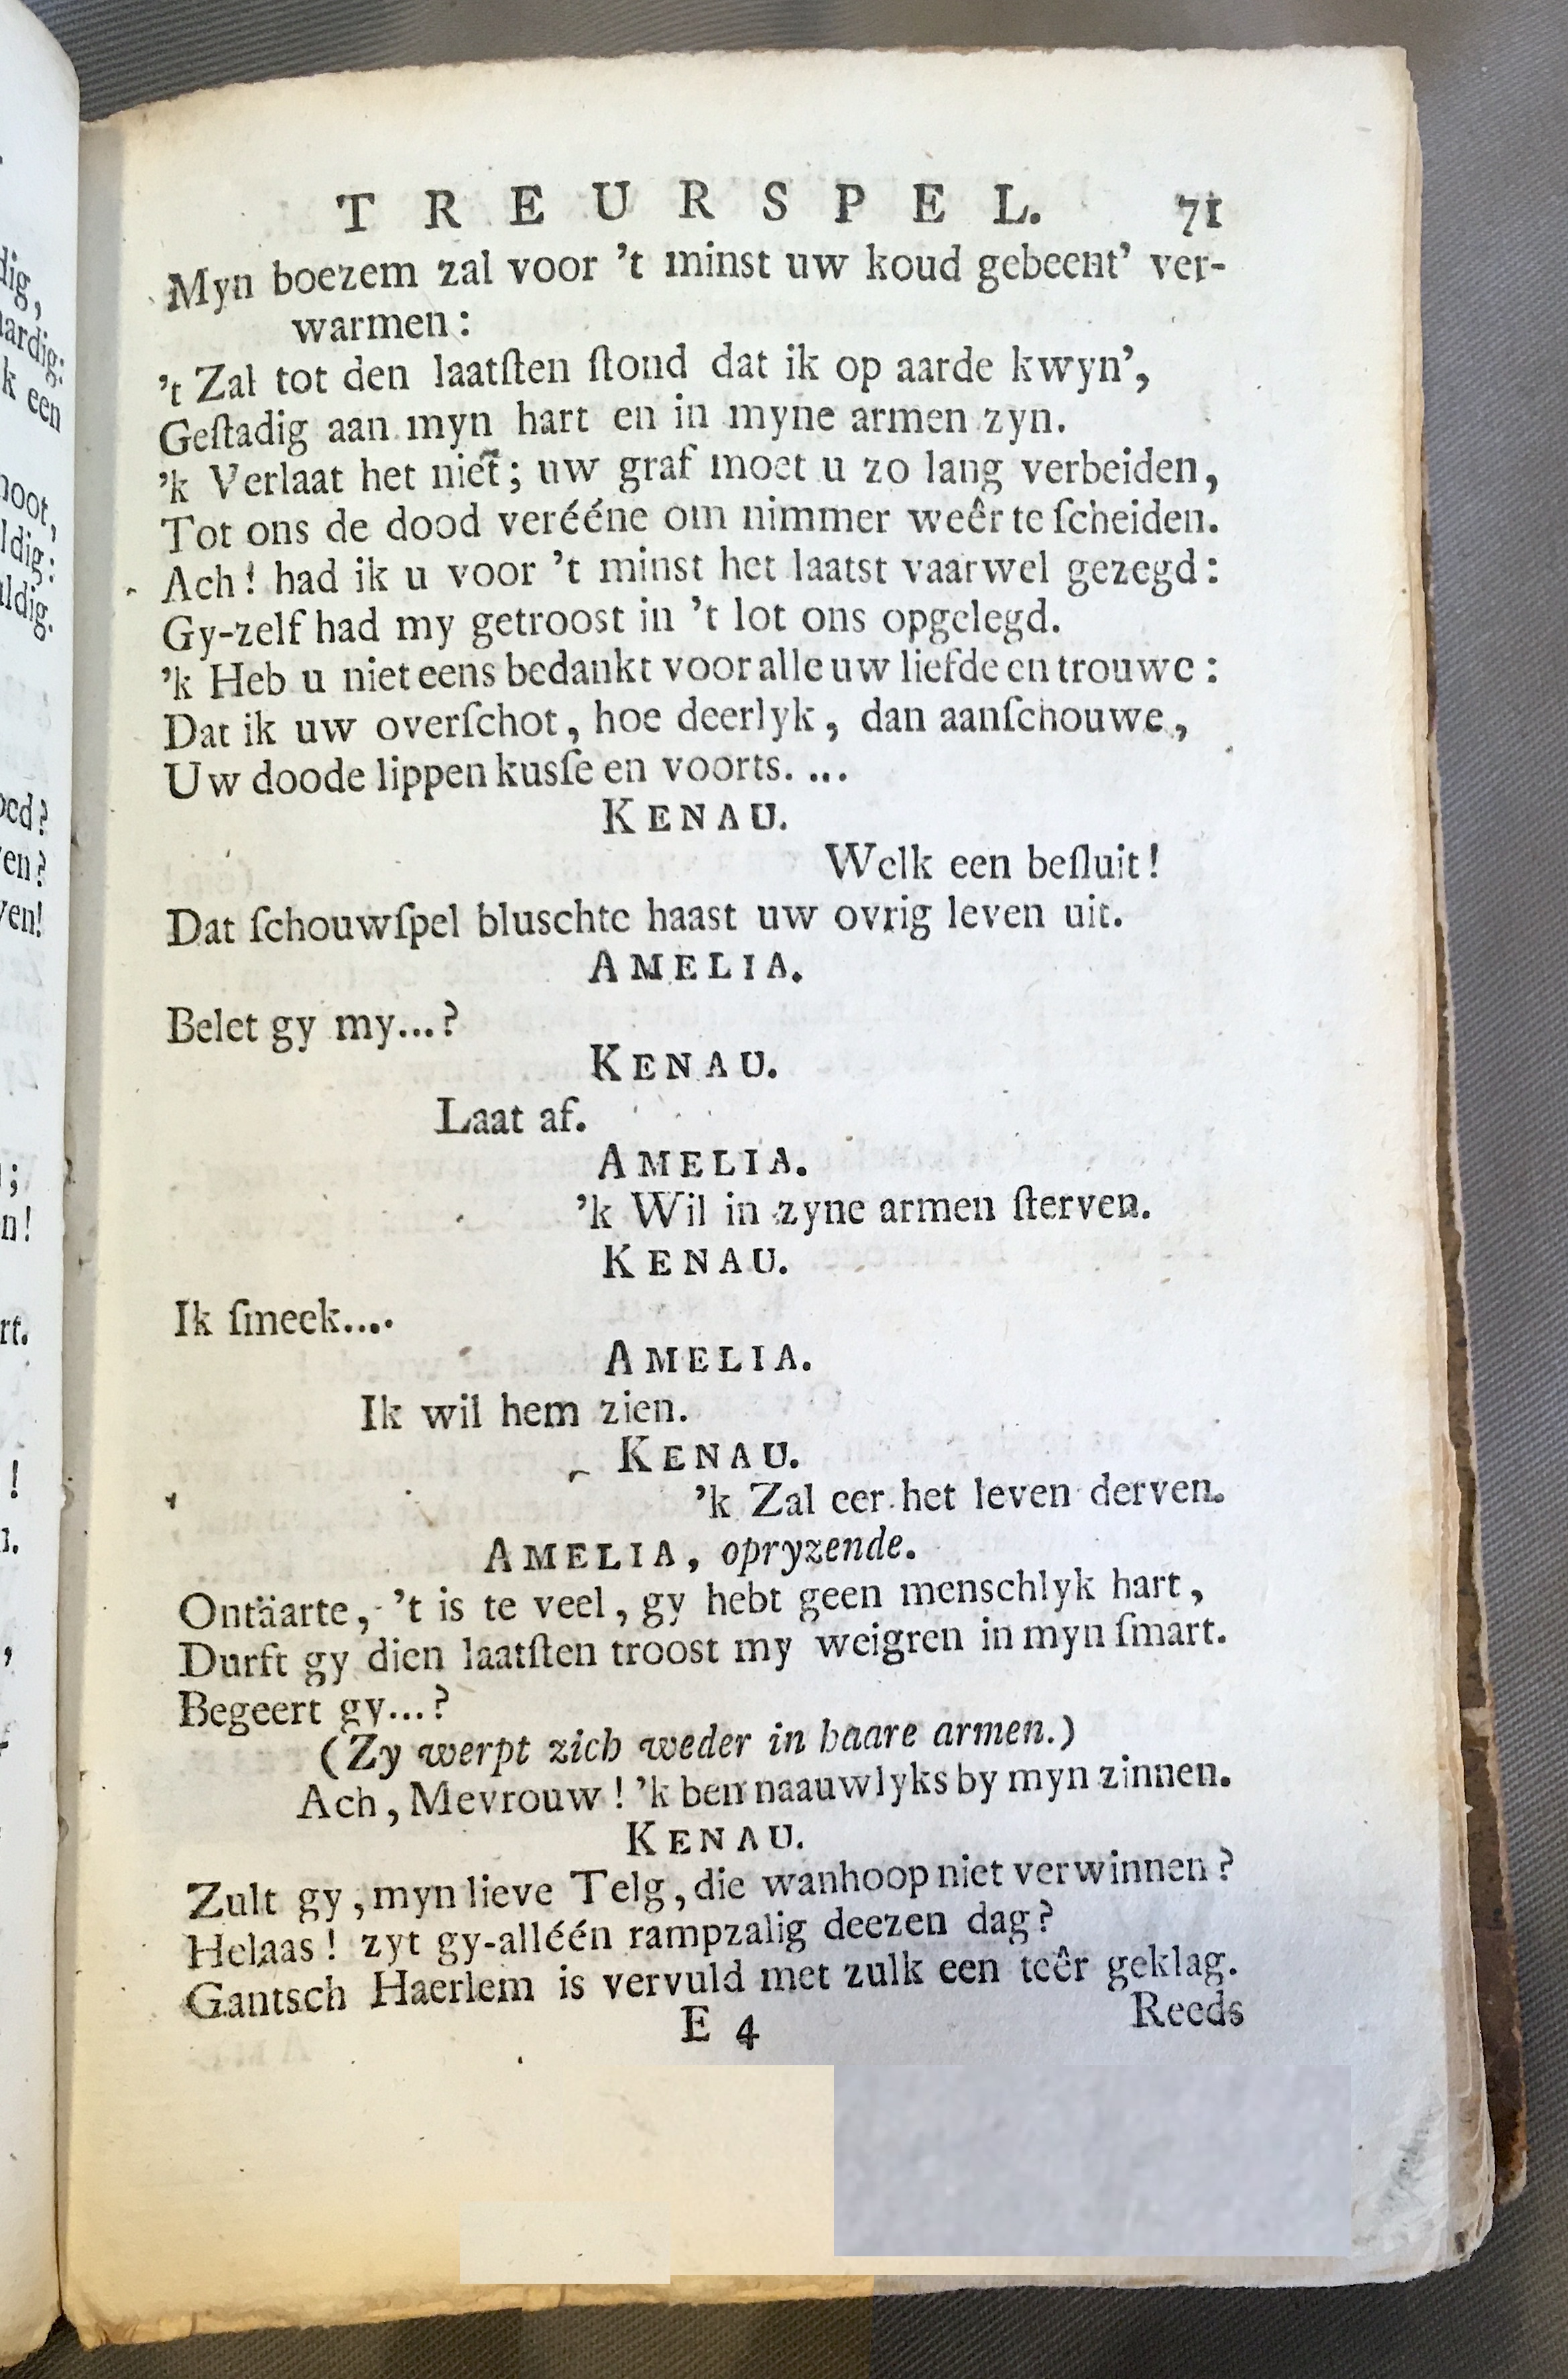 TREURSPEL. 71
Myn boezem zal voor 't minst uw koud gebeent' ver-
warmen:
't Zal tot den laatſten ſtond dat ik op aarde kwyn',
Geſtadig aan myn hart en in myne armen zyn.
'k Verlaat het niet; uw graf moet u zo lang verbeiden,
Tot ons de dood verééne om nimmer weêr te ſcheiden.
Ach! had ik u voor 't minst het laatst vaarwel gezegd:
Gy-zelf had my getroost in 't lot ons opgelegd.
'k Heb u niet eens bedankt voor alle uw liefde en trouwe:
Dat ik uw overſchot, hoe deerlyk, dan aanſchouwe,
Uw doode lippen kusſe en voorts. ...
KENAU.
Welk een beſluit!
Dat ſchouwſpel bluschte haast uw ovrig leven uit.
AMELIA.
Belet gy my...?
KENAU.
Laat af.
AMELIA.
'k Wil in zyne armen ſterven.
KENAU.
Ik ſmeek....
AMELIA.
Ik wil hem zien.
KENAU.
'k Zal eer het leven derven.
AMELIA, opryzende.
Ontäarte, 't is te veel, gy hebt geen menschlyk hart,
Durft gy dien laatſten troost my weigren in myn ſmart.
Begeert gy...?
(Zy werpt zich weder in haare armen.)
Ach, Mevrouw! 'k ben naauwlyks by myn zinnen.
KENAU.
Zult gy, myn lieve Telg, die wanhoop niet verwinnen?
Helaas! zyt gy-alléén rampzalig deezen dag?
Gantsch Haerlem is vervuld met zulk een teêr geklag.
E 4 Reeds